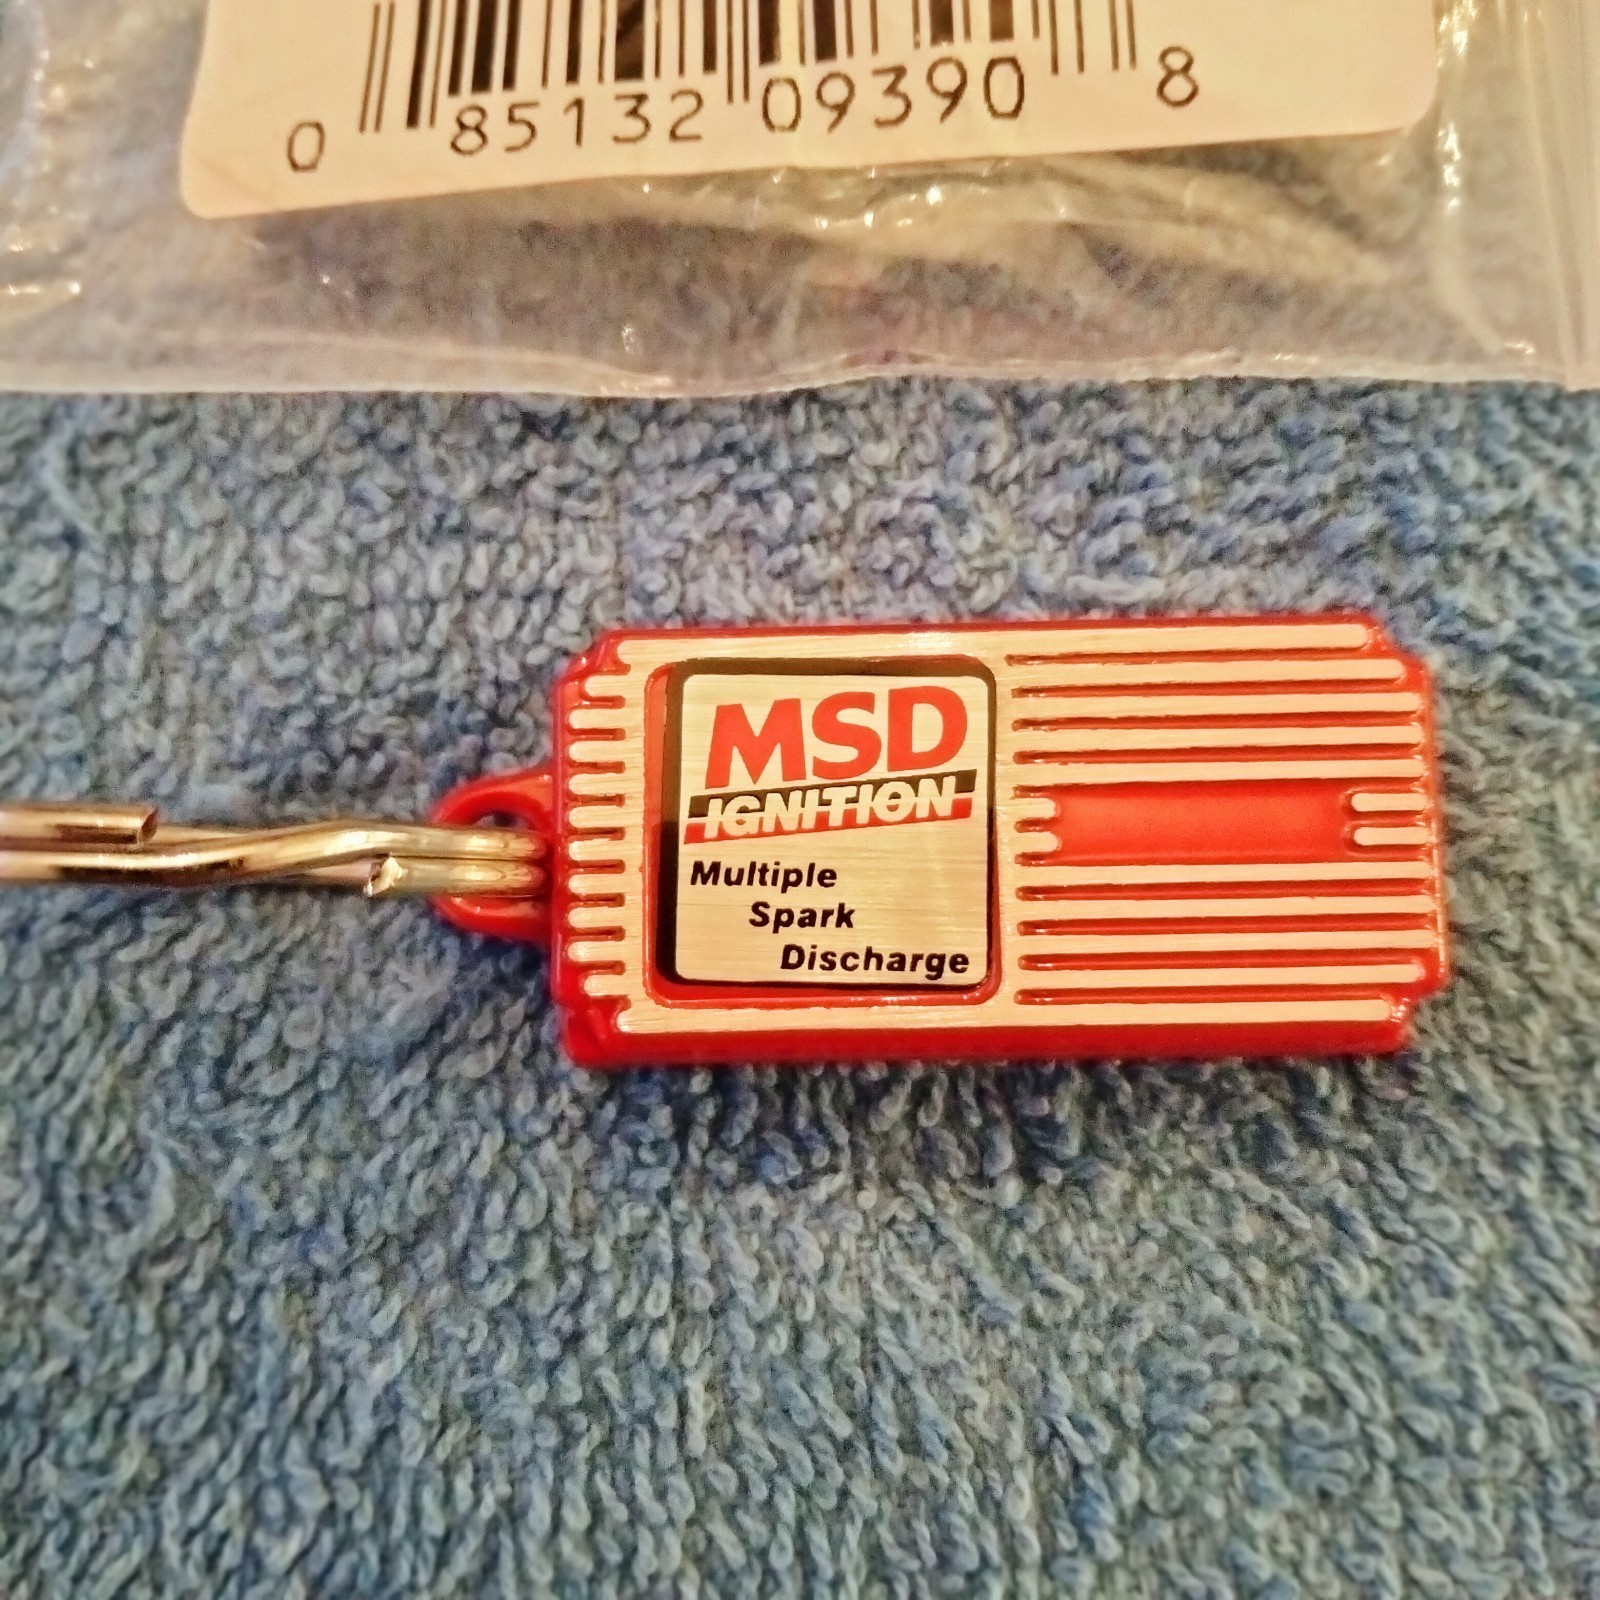 0 85132 09390 8
MSD
IGNITION
Multiple
Spark
Discharge